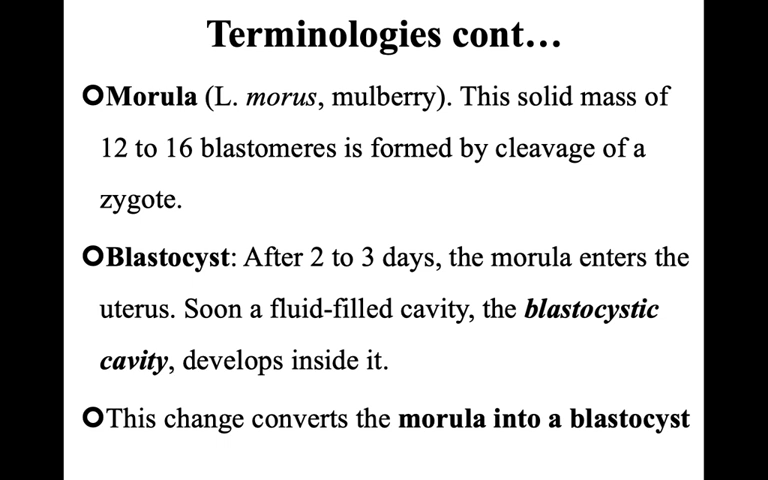 Terminologies cont…
Morula (L. morus, mulberry). This solid mass of
12 to 16 blastomeres is formed by cleavage of a
zygote.
Blastocyst: After 2 to 3 days, the morula enters the
uterus. Soon a fluid-filled cavity, the blastocystic
cavity, develops inside it.
This change converts the morula into a blastocyst